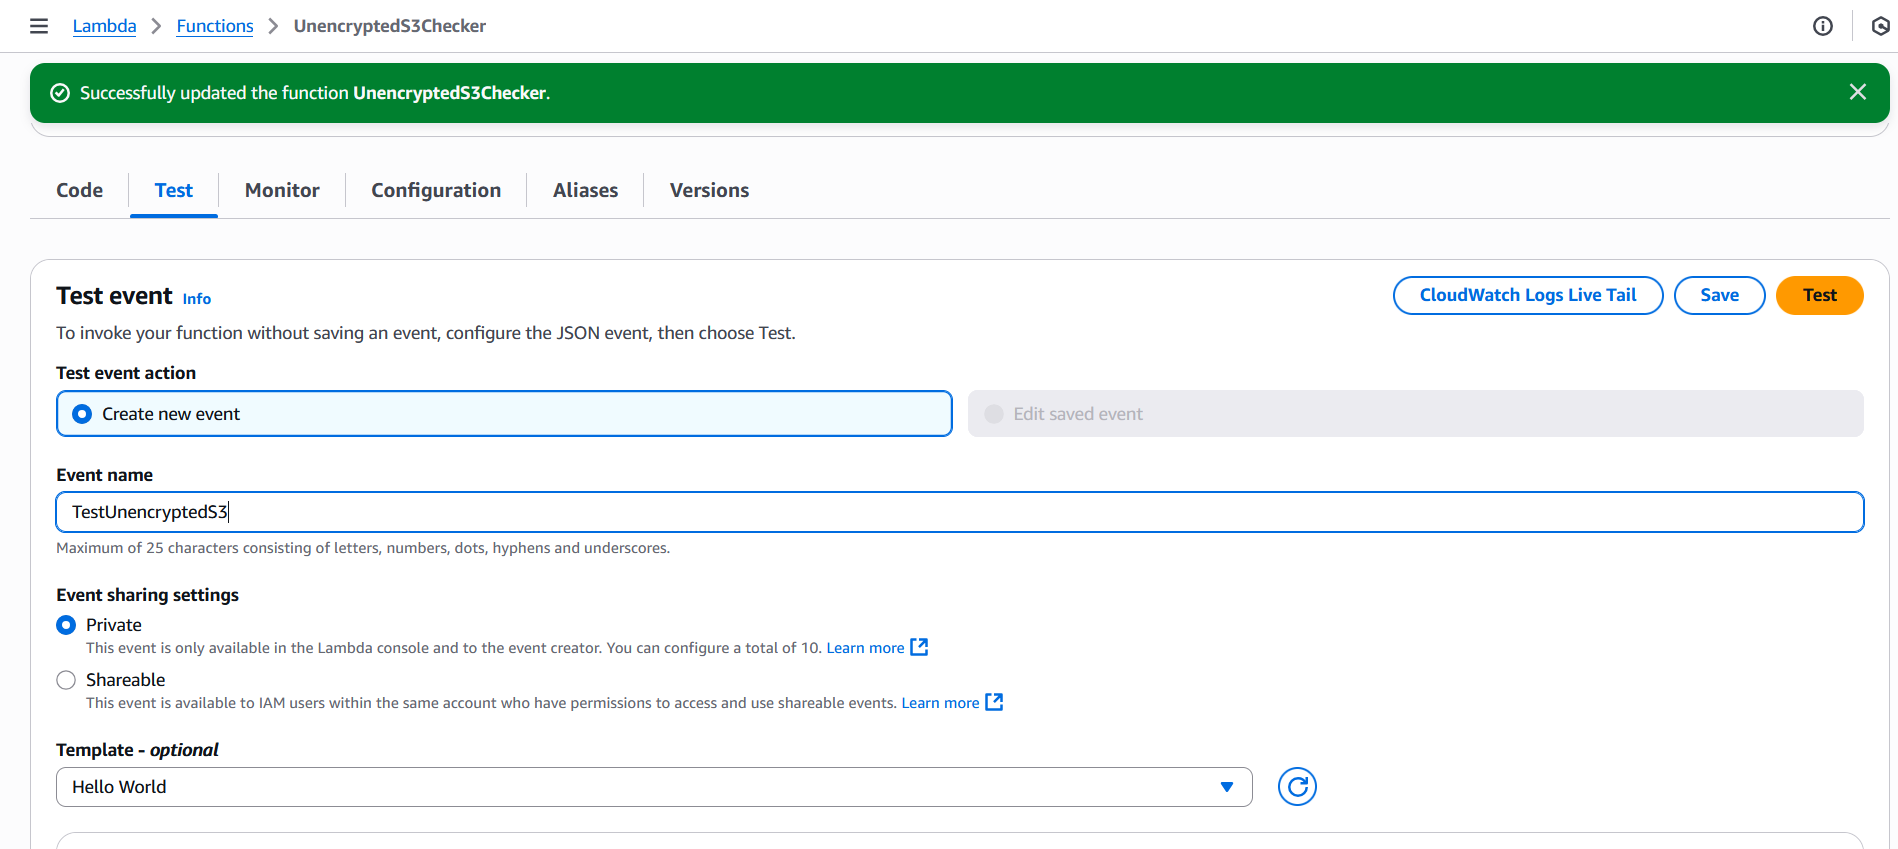 Lambda > Functions > UnencryptedS3Checker
Successfully updated the function UnencryptedS3Checker.
Code
Test
Monitor
Configuration
Aliases
Versions
Test event Info
CloudWatch Logs Live Tail
Save
Test
To invoke your function without saving an event, configure the JSON event, then choose Test.
Test event action
Create new event
Edit saved event
Event name
TestUnencryptedS3
Maximum of 25 characters consisting of letters, numbers, dots, hyphens and underscores.
Event sharing settings
Private
This event is only available in the Lambda console and to the event creator. You can configure a total of 10. Learn more
Shareable
This event is available to IAM users within the same account who have permissions to access and use shareable events. Learn more
Template - optional
Hello World